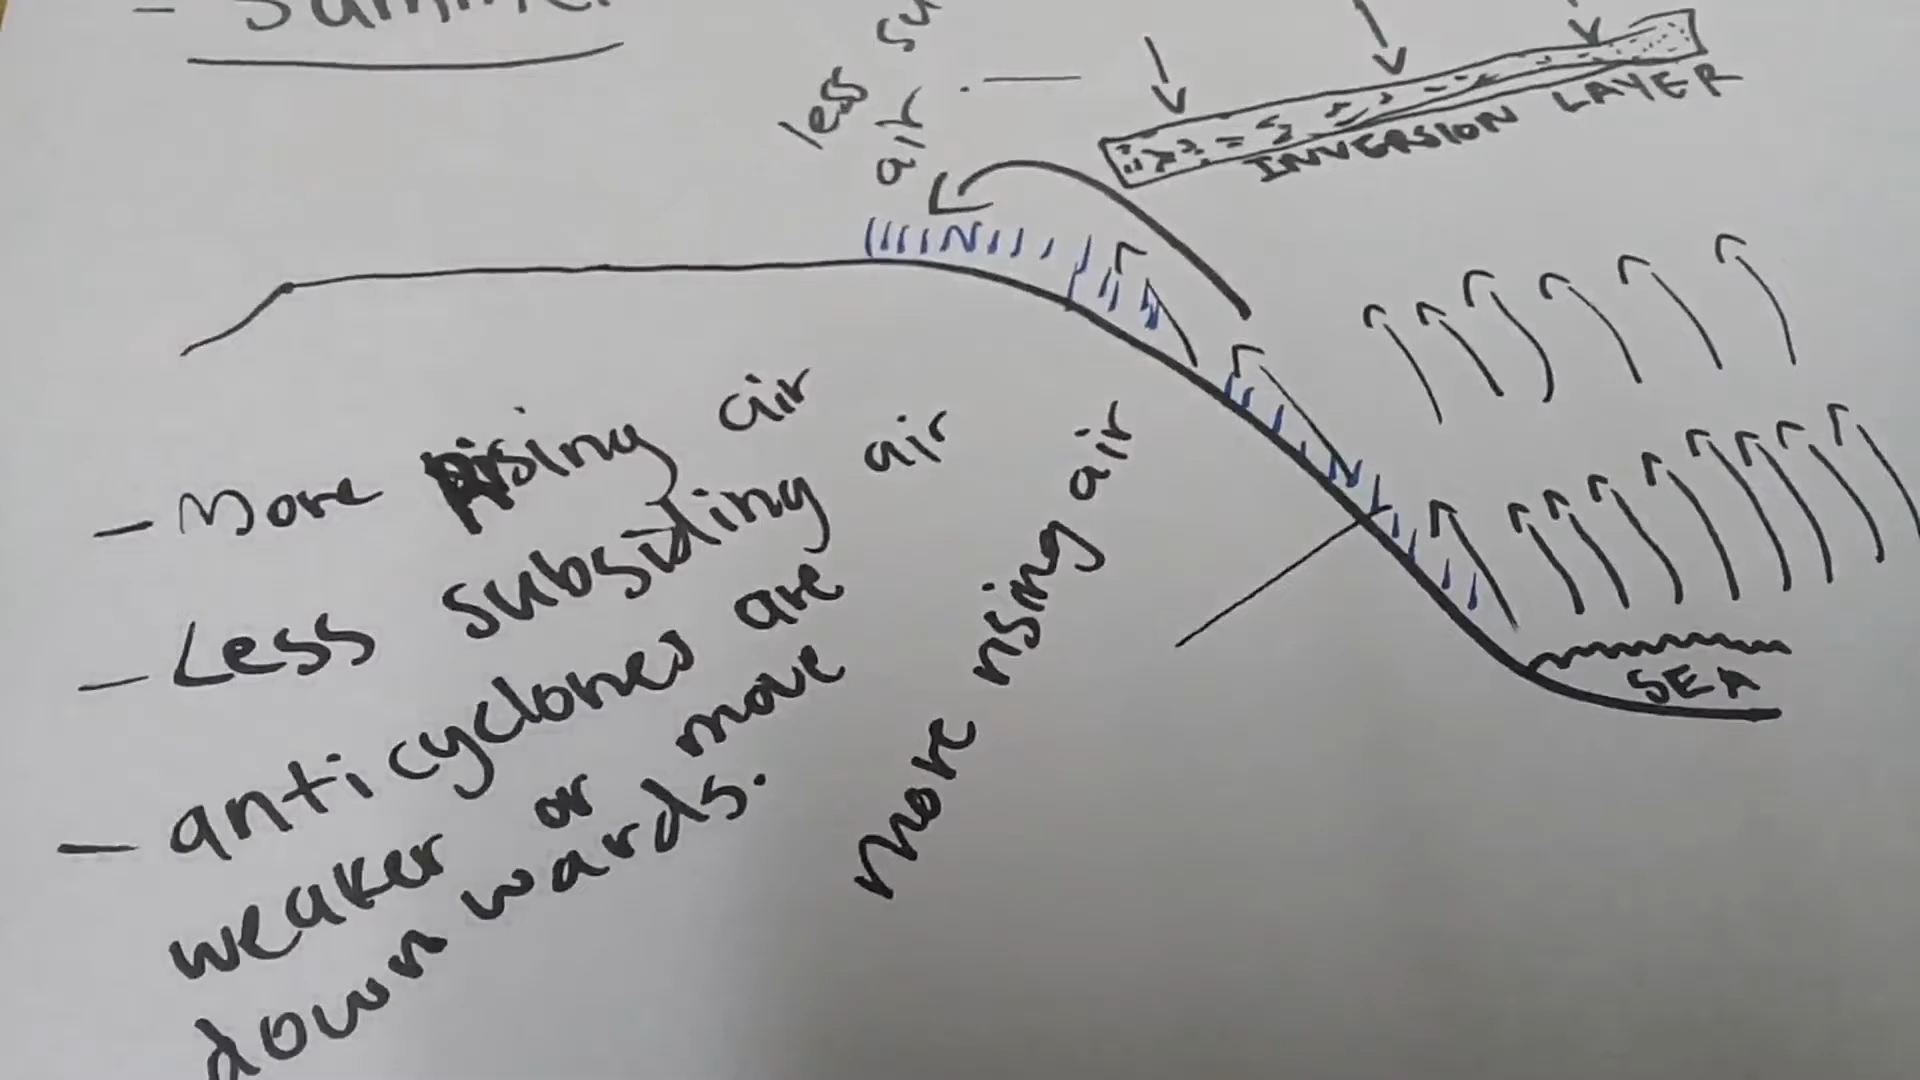 - Summer
less su
air
INVERSION LAYER
- More rising air
- Less subsiding air
- anticyclones are
weaker or move
downwards.
more rising air
SEA